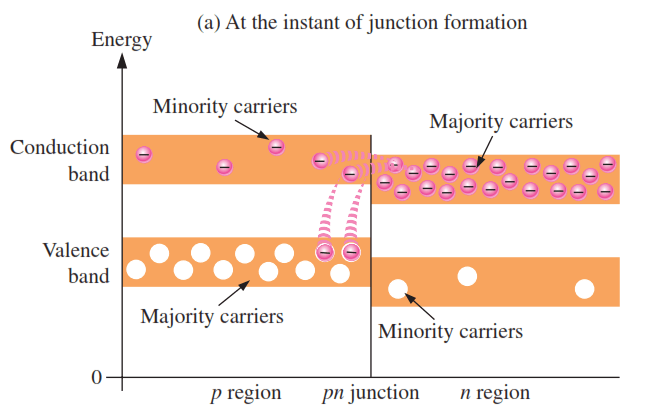 (a) At the instant of junction formation
Energy
Minority carriers
Majority carriers
Conduction
band
Valence
band
Majority carriers
Minority carriers
0
p region
pn junction
n region